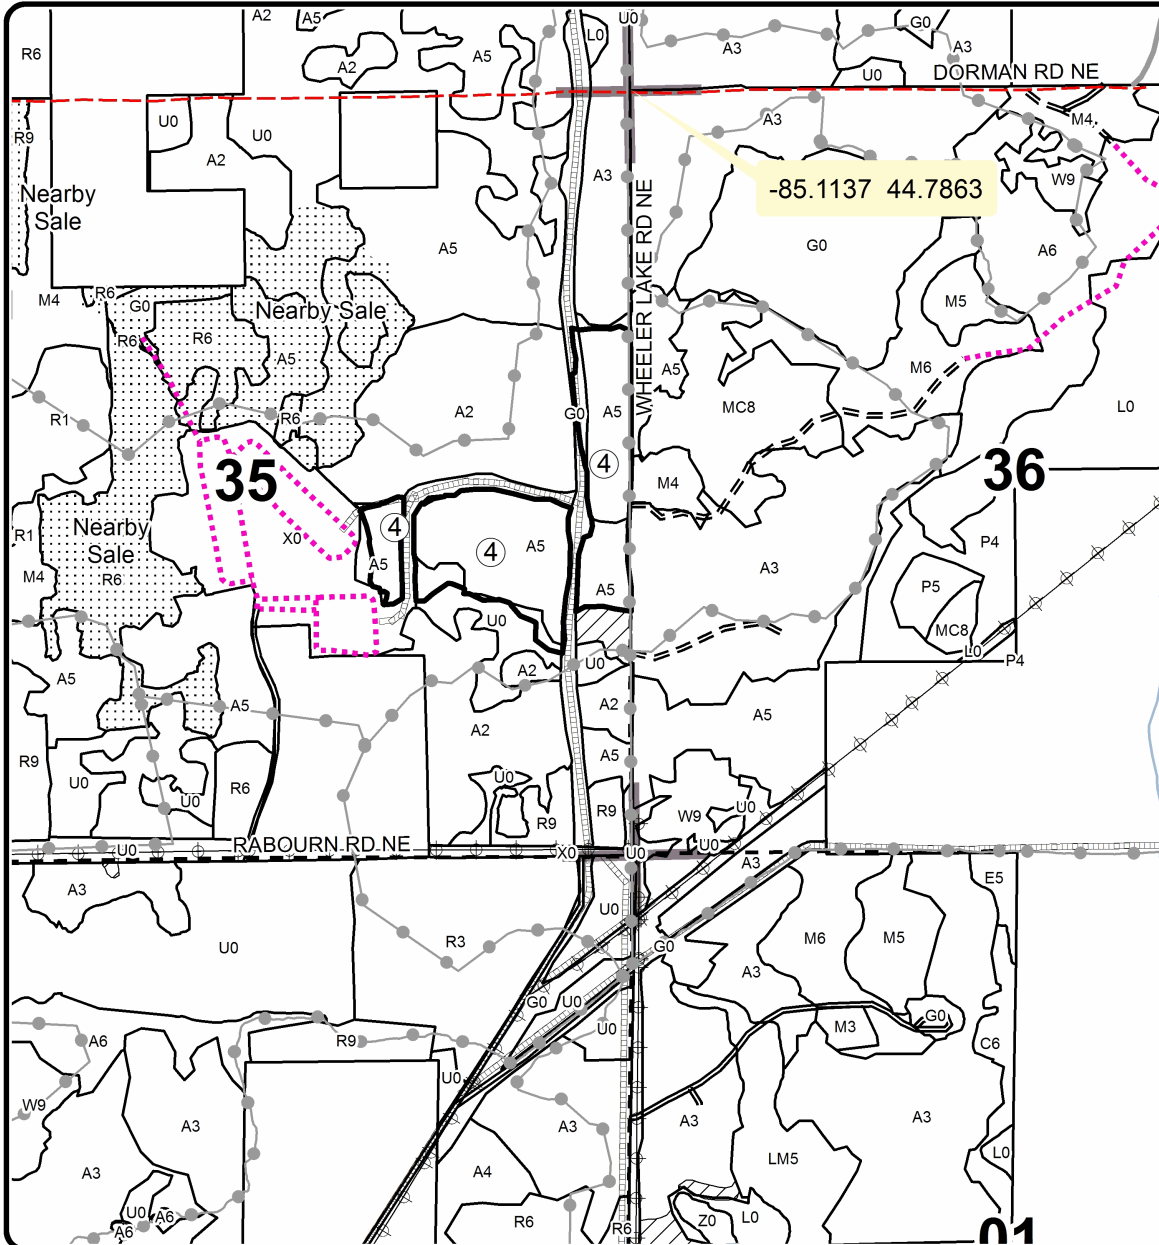 A2
A5
U0
L0
G0
R6
A2
A5
A3
A3
U0
DORMAN RD NE
U0
U0
A3
M4
R9
A2
A3
W9
Nearby
Sale
-85.1137 44.7863
WHEELER LAKE RD NE
A5
G0
A6
M4
R6
G0
M5
Nearby Sale
R6
R6
A5
A5
M6
R1
R6
A2
G0
A5
MC8
L0
4
35
M4
36
Nearby
Sale
R1
X0
4
4
A5
P4
M4
R6
A5
A5
A3
P5
U0
MC8
L0
P4
A5
A2
U0
A5
A2
A2
A5
R9
U0
U0
R6
A5
U0
R9
R9
W9
U0
U0
RABOURN RD NE
X0
U0
U0
A3
A3
E5
U0
U0
R3
G0
M6
M5
A3
G0
U0
U0
G0
M3
A6
R9
C6
U0
W9
A3
A3
A3
A3
L0
A3
A4
LM5
U0
A6
A6
R6
R6
Z0
L0
01